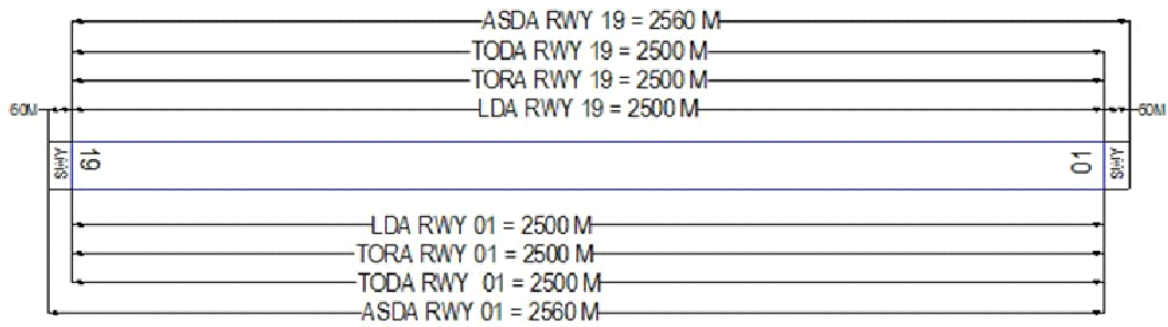 ASDA RWY 19 = 2560 M
TODA RWY 19 = 2500 M
TORA RWY 19 = 2500 M
60M LDA RWY 19 = 2500 M 60M
SWY 19 01 SWY
LDA RWY 01 = 2500 M
TORA RWY 01 = 2500 M
TODA RWY 01 = 2500 M
ASDA RWY 01 = 2560 M